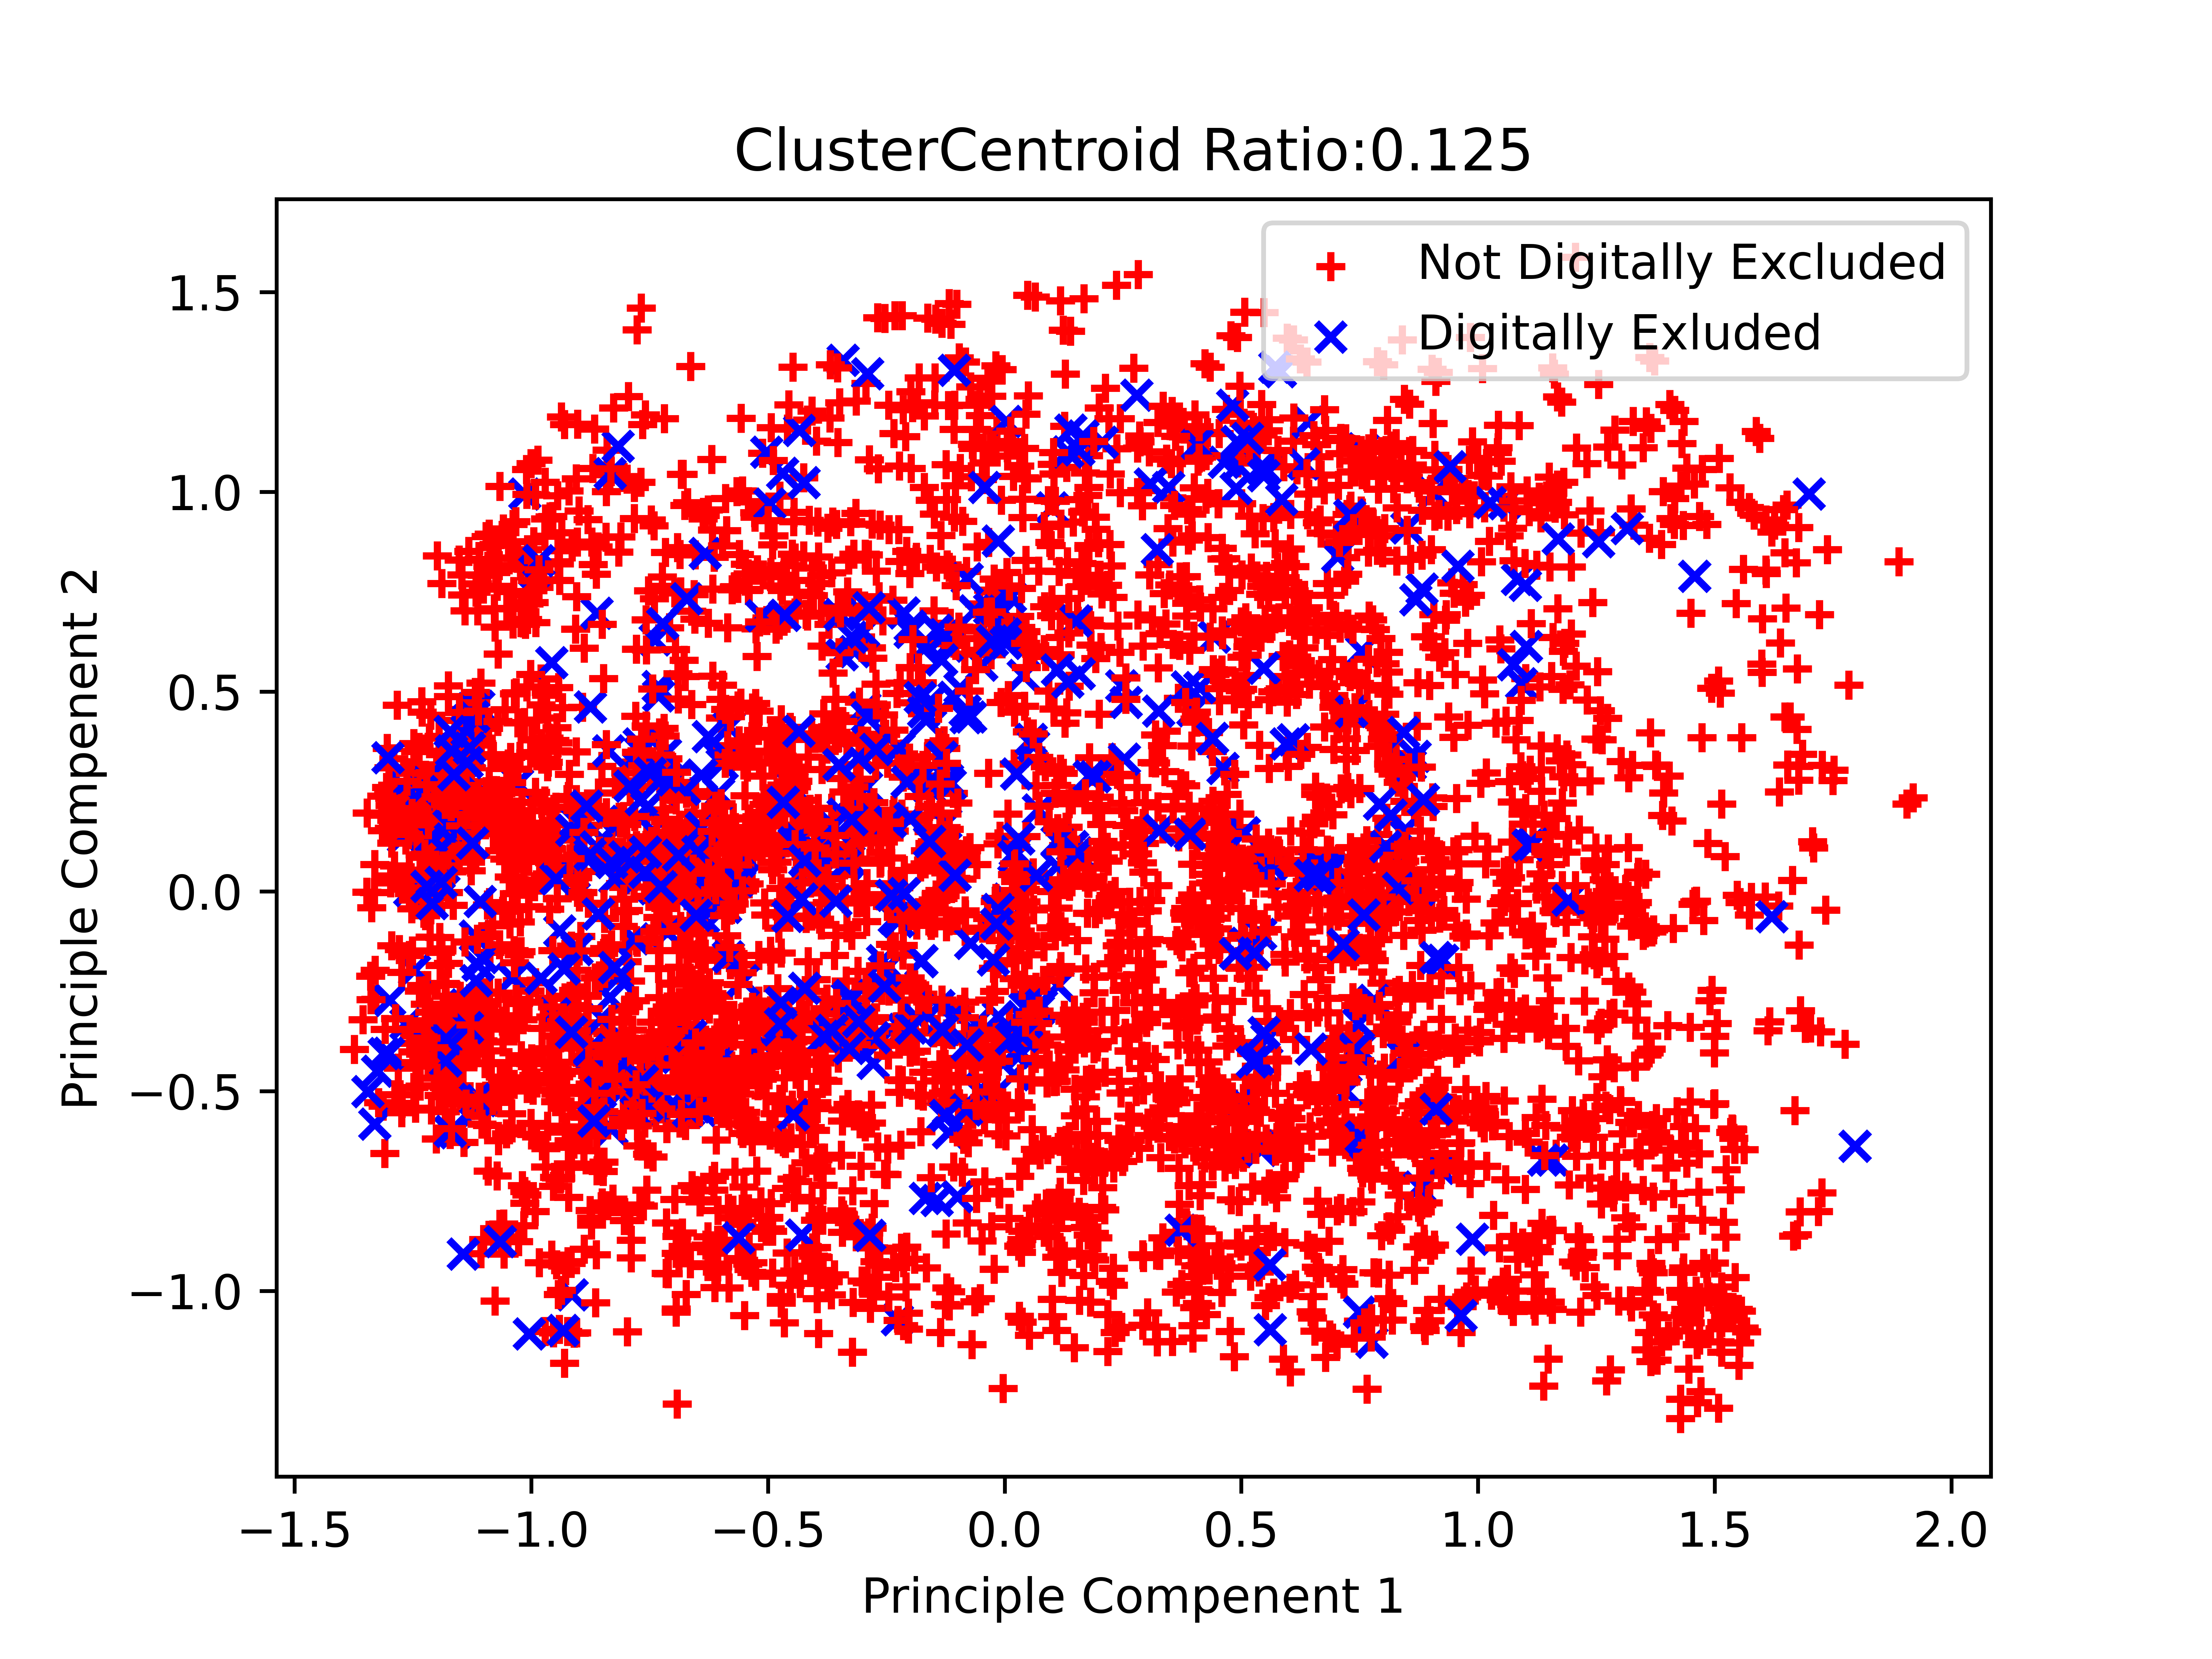 ClusterCentroid Ratio:0.125
Not Digitally Excluded
Digitally Exluded
1.5
1.0
0.5
0.0
−0.5
−1.0
Principle Compenent 2
−1.5 −1.0 −0.5 0.0 0.5 1.0 1.5 2.0
Principle Compenent 1